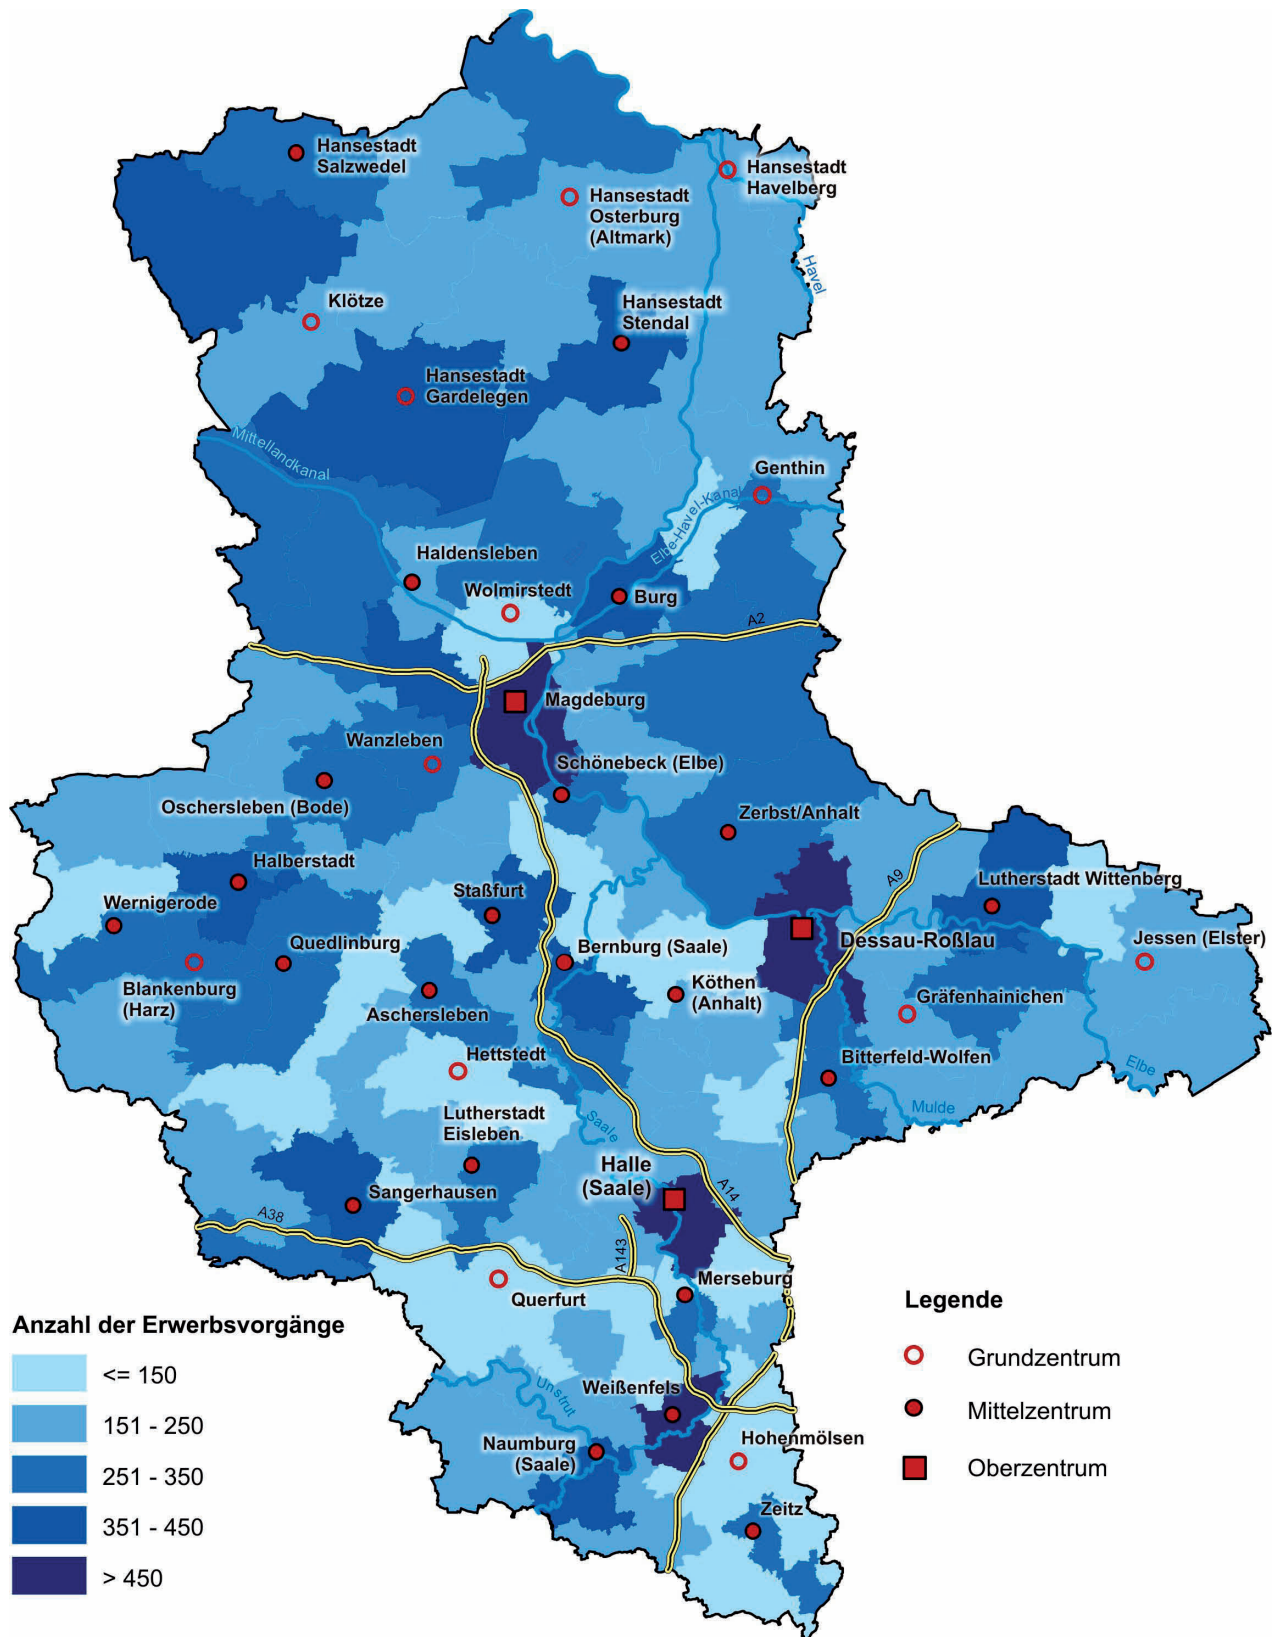 Hansestadt
Salzwedel
Hansestadt
Havelberg
Hansestadt
Osterburg
(Altmark)
Havel
Klötze
Hansestadt
Stendal
Hansestadt
Gardelegen
Mittellandkanal
Genthin
Elbe-Havel-Kanal
Haldensleben
Wolmirstedt
Burg
A2
Magdeburg
Wanzleben
Schönebeck (Elbe)
Oschersleben (Bode)
Zerbst/Anhalt
Halberstadt
A9
Lutherstadt Wittenberg
Staßfurt
Wernigerode
Quedlinburg
Bernburg (Saale)
Dessau-Roßlau
Jessen (Elster)
Blankenburg
(Harz)
Köthen
(Anhalt)
Aschersleben
Gräfenhainichen
Hettstedt
Bitterfeld-Wolfen
Elbe
Mulde
Lutherstadt
Eisleben
Saale
Halle
(Saale)
A14
Sangerhausen
A38
A143
Merseburg
Querfurt
Unstrut
Weißenfels
Naumburg
(Saale)
Hohenmölsen
Zeitz
Anzahl der Erwerbsvorgänge
<= 150
151 - 250
251 - 350
351 - 450
> 450
Legende
Grundzentrum
Mittelzentrum
Oberzentrum